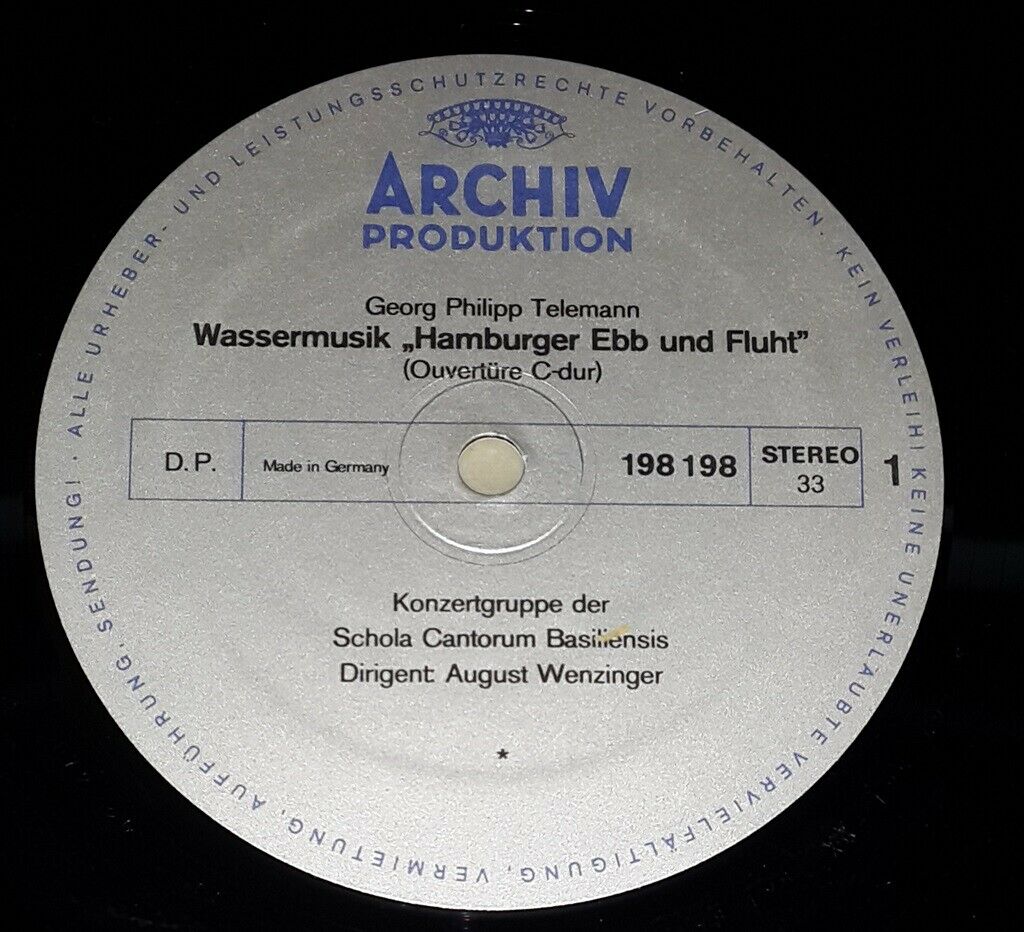 ALLE URHEBER- UND LEISTUNGSSCHUTZRECHTE VORBEHALTEN. KEIN VERLEIH! KEINE UNERLAUBTE VERVIELFÄLTIGUNG, VERMIETUNG, AUFFÜHRUNG, SENDUNG! ·
ARCHIV
PRODUKTION
Georg Philipp Telemann
Wassermusik „Hamburger Ebb und Fluht”
(Ouvertüre C-dur)
D. P.
Made in Germany
198 198
STEREO
33
1
Konzertgruppe der
Schola Cantorum Basiliensis
Dirigent: August Wenzinger
*